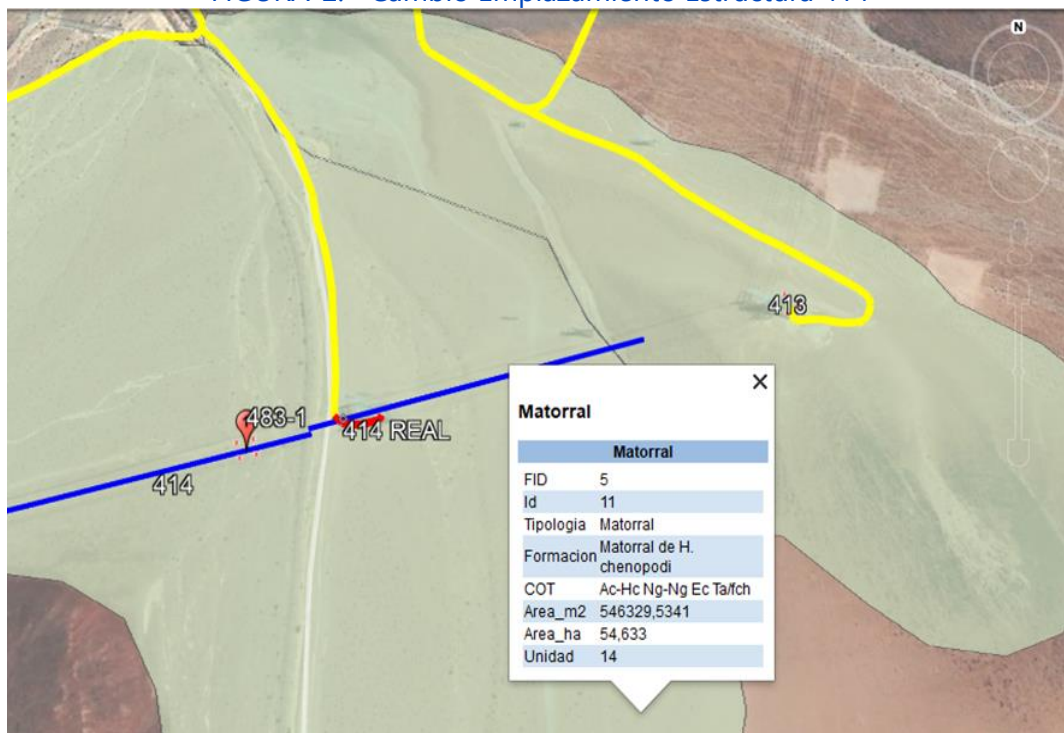 N
413
483-1
414 REAL
414
Matorral
Matorral
FID 5
Id 11
Tipologia Matorral
Formacion Matorral de H.
chenopodi
COT Ac-Hc Ng-Ng Ec Ta/fch
Area_m2 546329,5341
Area_ha 54,633
Unidad 14